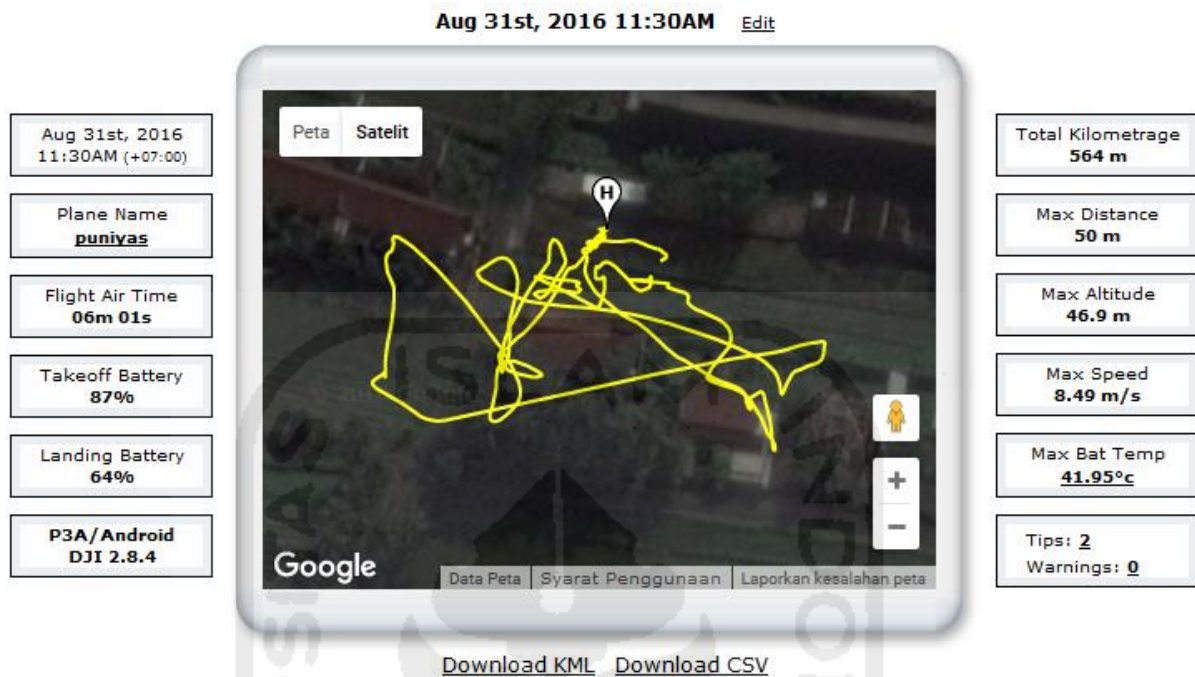 Aug 31st, 2016 11:30AM Edit
Aug 31st, 2016
11:30AM (+07:00)
Plane Name
puniyas
Flight Air Time
06m 01s
Takeoff Battery
87%
Landing Battery
64%
P3A/Android
DJI 2.8.4
Peta Satelit
H
Google
Data Peta Syarat Penggunaan Laporkan kesalahan peta
Total Kilometrage
564 m
Max Distance
50 m
Max Altitude
46.9 m
Max Speed
8.49 m/s
Max Bat Temp
41.95°c
Tips: 2
Warnings: 0
Download KML Download CSV
ISLAM
SITAS
INDO